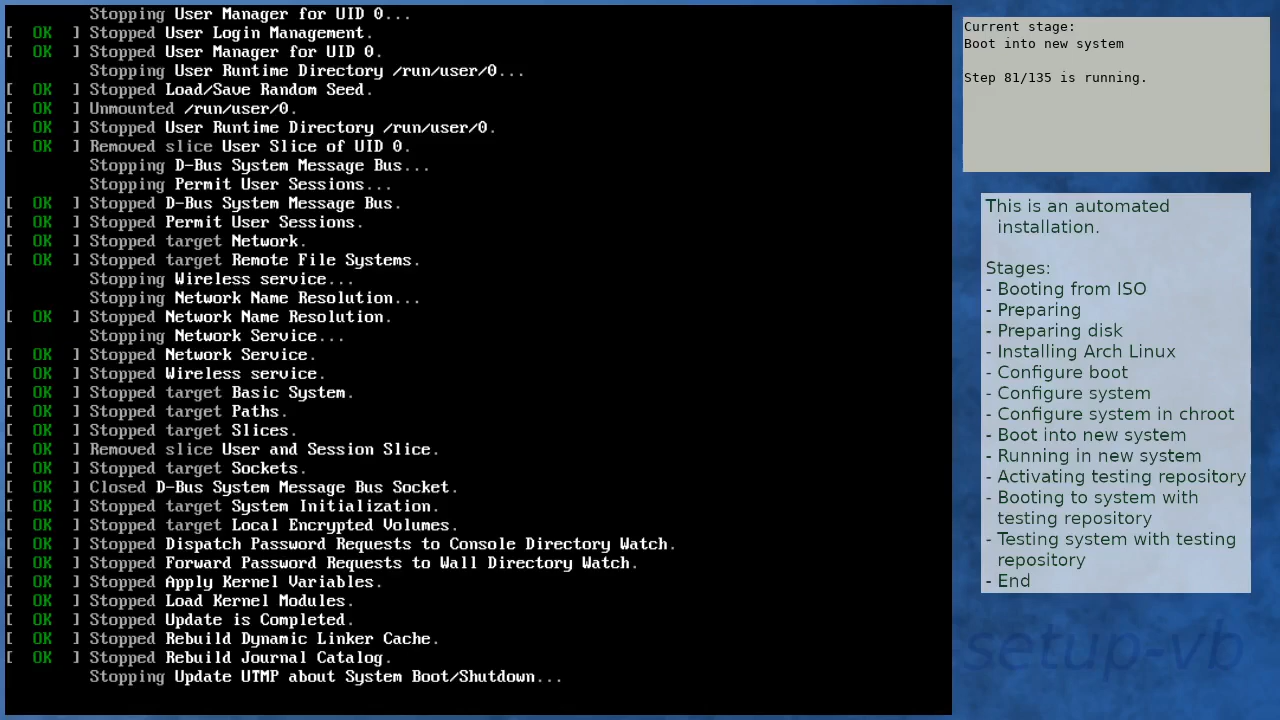 Stopping User Manager for UID 0...
[  OK  ] Stopped User Login Management.
[  OK  ] Stopped User Manager for UID 0.
Stopping User Runtime Directory /run/user/0...
[  OK  ] Stopped Load/Save Random Seed.
[  OK  ] Unmounted /run/user/0.
[  OK  ] Stopped User Runtime Directory /run/user/0.
[  OK  ] Removed slice User Slice of UID 0.
Stopping D-Bus System Message Bus...
Stopping Permit User Sessions...
[  OK  ] Stopped D-Bus System Message Bus.
[  OK  ] Stopped Permit User Sessions.
[  OK  ] Stopped target Network.
[  OK  ] Stopped target Remote File Systems.
Stopping Wireless service...
Stopping Network Name Resolution...
[  OK  ] Stopped Network Name Resolution.
Stopping Network Service...
[  OK  ] Stopped Network Service.
[  OK  ] Stopped Wireless service.
[  OK  ] Stopped target Basic System.
[  OK  ] Stopped target Paths.
[  OK  ] Stopped target Slices.
[  OK  ] Removed slice User and Session Slice.
[  OK  ] Stopped target Sockets.
[  OK  ] Closed D-Bus System Message Bus Socket.
[  OK  ] Stopped target System Initialization.
[  OK  ] Stopped target Local Encrypted Volumes.
[  OK  ] Stopped Dispatch Password Requests to Console Directory Watch.
[  OK  ] Stopped Forward Password Requests to Wall Directory Watch.
[  OK  ] Stopped Apply Kernel Variables.
[  OK  ] Stopped Load Kernel Modules.
[  OK  ] Stopped Update is Completed.
[  OK  ] Stopped Rebuild Dynamic Linker Cache.
[  OK  ] Stopped Rebuild Journal Catalog.
Stopping Update UTMP about System Boot/Shutdown...
Current stage:
Boot into new system
Step 81/135 is running.
This is an automated
installation.
Stages:
- Booting from ISO
- Preparing
- Preparing disk
- Installing Arch Linux
- Configure boot
- Configure system
- Configure system in chroot
- Boot into new system
- Running in new system
- Activating testing repository
- Booting to system with
testing repository
- Testing system with testing
repository
- End
setup-vb